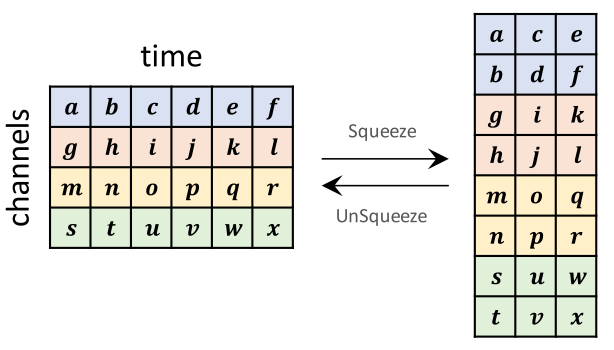 time
channels
a b c d e f
g h i j k l
m n o p q r
s t u v w x
Squeeze
UnSqueeze
a c e
b d f
g i k
h j l
m o q
n p r
s u w
t v x